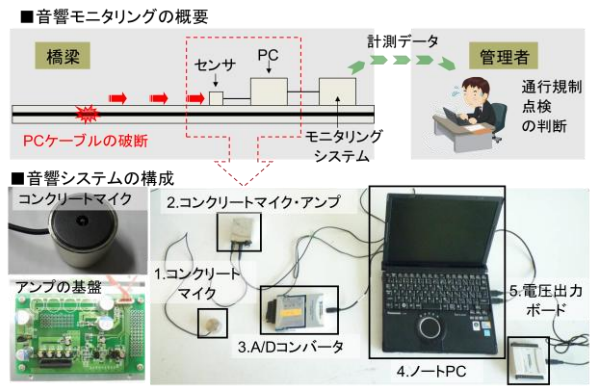 ■音響モニタリングの概要
橋梁
センサ
PC
計測データ
管理者
通行規制
点検
の判断
PCケーブルの破断
モニタリング
システム
■音響システムの構成
コンクリートマイク
アンプの基盤
2.コンクリートマイク・アンプ
1.コンクリート
マイク
3.A/Dコンバータ
4.ノートPC
5.電圧出力
ボード